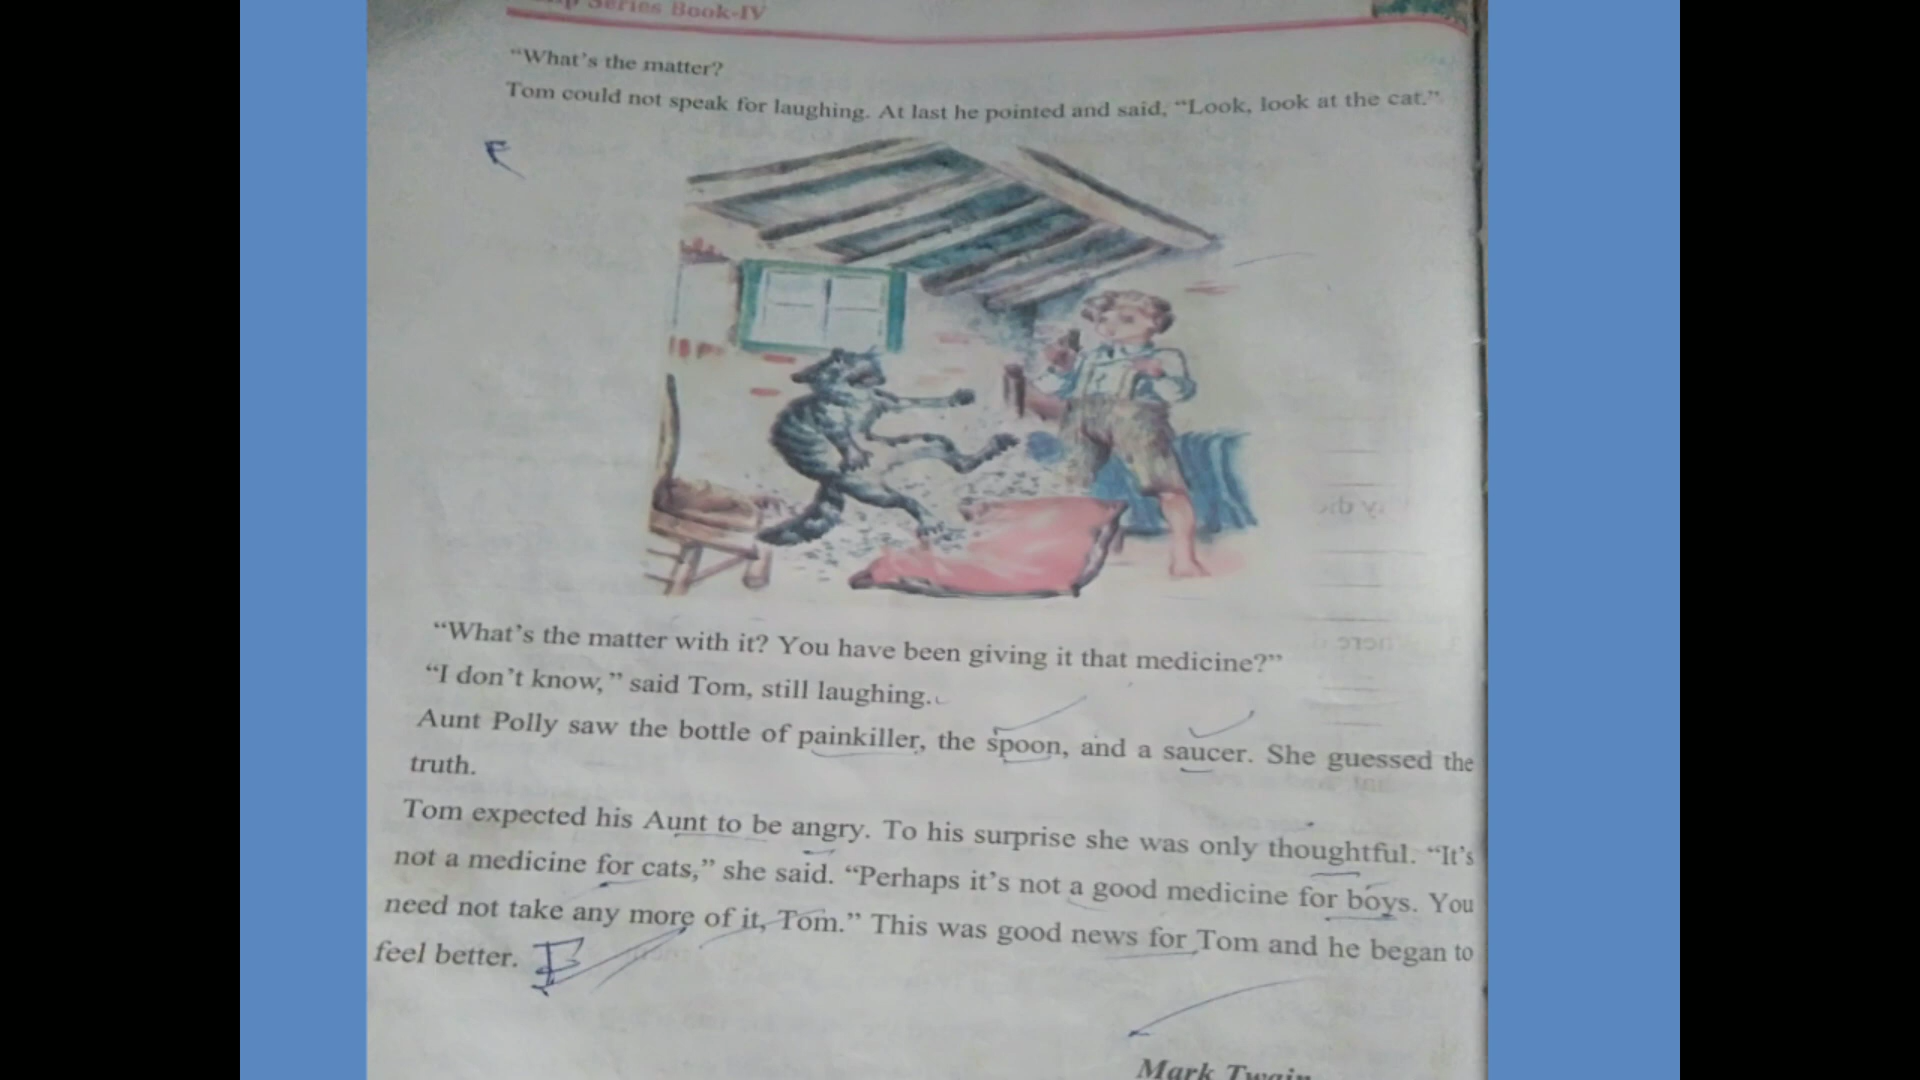 Series Book-IV
“What’s the matter?
Tom could not speak for laughing. At last he pointed and said, “Look, look at the cat.”
“What’s the matter with it? You have been giving it that medicine?”
“I don’t know,” said Tom, still laughing.
Aunt Polly saw the bottle of painkiller, the spoon, and a saucer. She guessed the
truth.
Tom expected his Aunt to be angry. To his surprise she was only thoughtful. “It’s
not a medicine for cats,” she said. “Perhaps it’s not a good medicine for boys. You
need not take any more of it, Tom.” This was good news for Tom and he began to
feel better.
Mark Twain